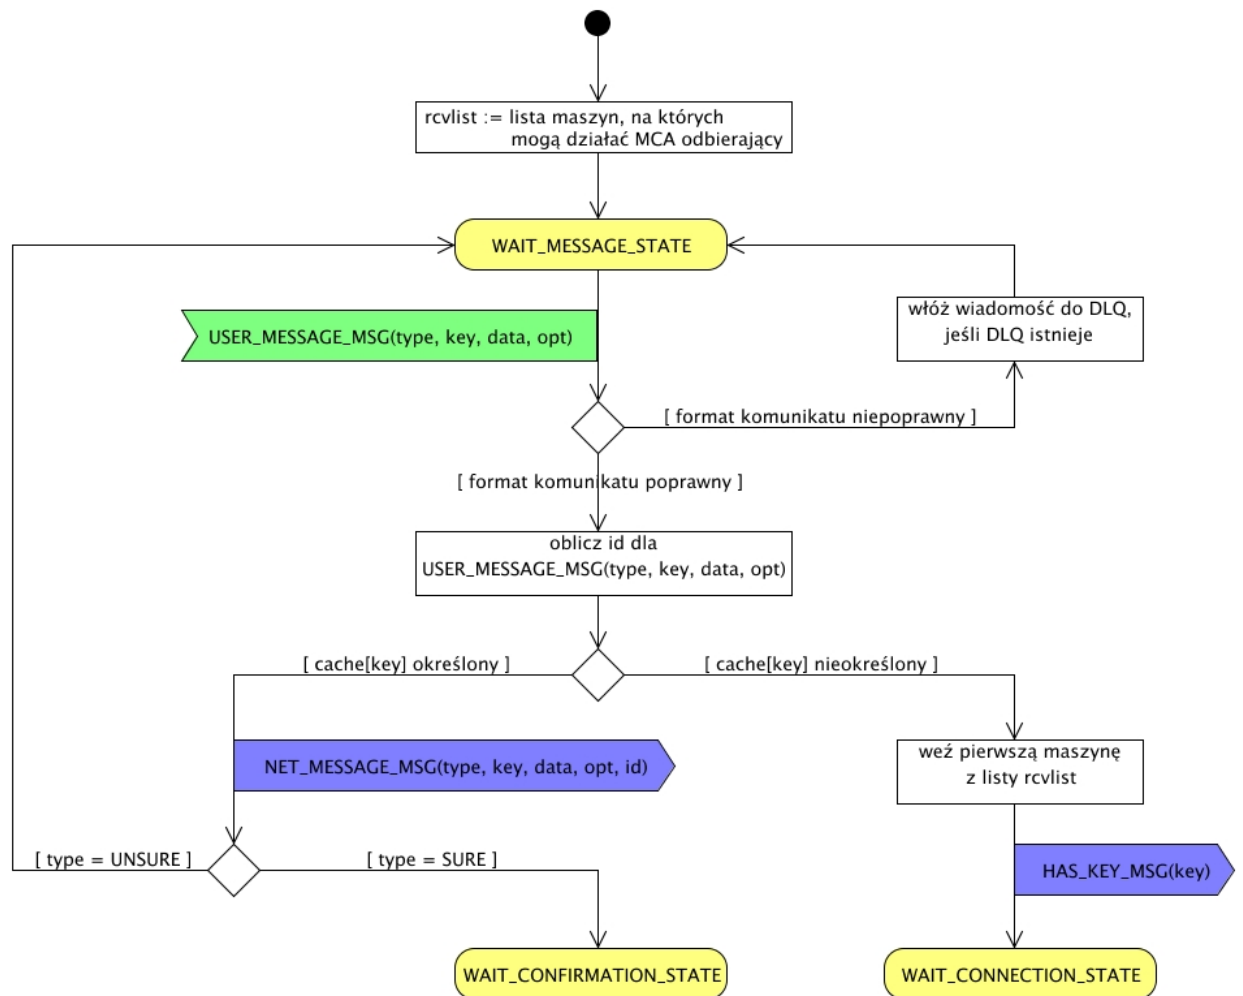 rcvlist := lista maszyn, na których
mogą działać MCA odbierający
WAIT_MESSAGE_STATE
włóż wiadomość do DLQ,
jeśli DLQ istnieje
USER_MESSAGE_MSG(type, key, data, opt)
[ format komunikatu niepoprawny ]
[ format komunikatu poprawny ]
oblicz id dla
USER_MESSAGE_MSG(type, key, data, opt)
[ cache[key] określony ]
[ cache[key] nieokreślony ]
NET_MESSAGE_MSG(type, key, data, opt, id)
weź pierwszą maszynę
z listy rcvlist
[ type = UNSURE ]
[ type = SURE ]
HAS_KEY_MSG(key)
WAIT_CONFIRMATION_STATE
WAIT_CONNECTION_STATE